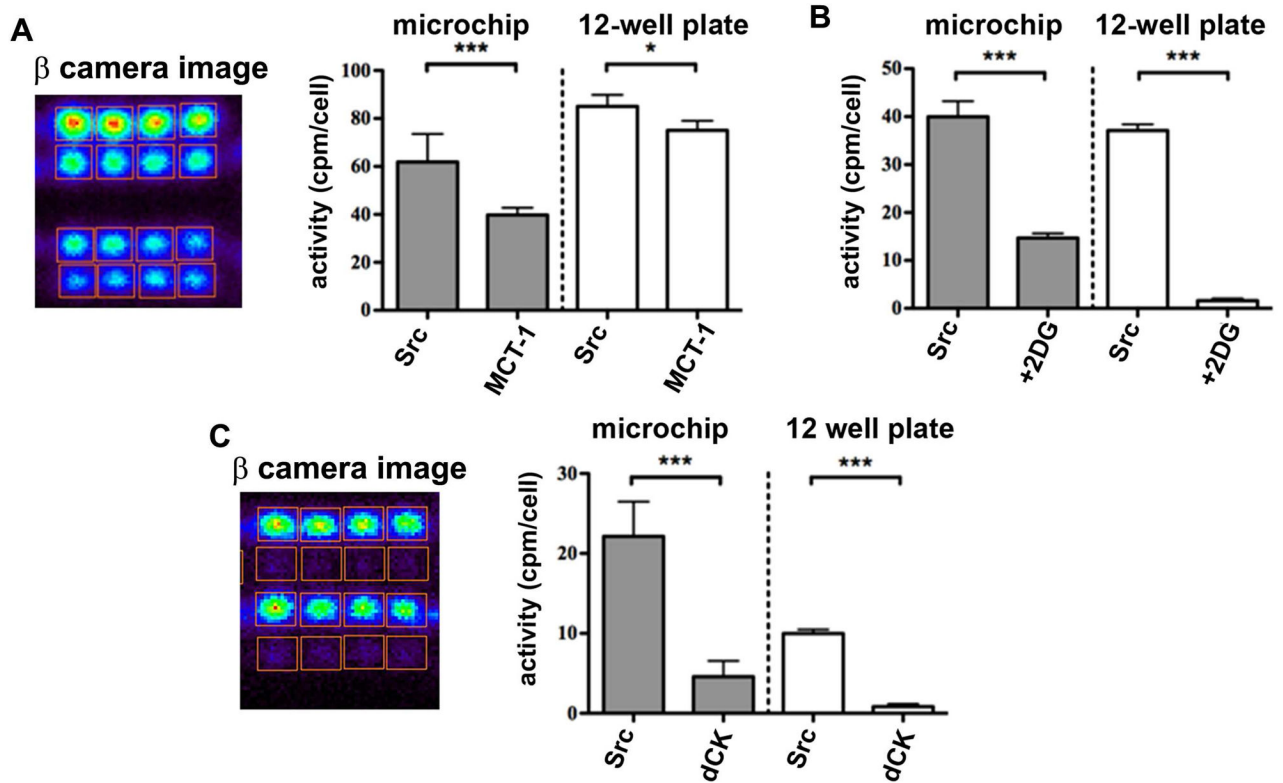 A
β camera image
microchip
12-well plate
***
*
activity (cpm/cell)
100
80
60
40
20
0
Src
MCT-1
Src
MCT-1
B
microchip
12-well plate
***
***
activity (cpm/cell)
50
40
30
20
10
0
Src
+2DG
Src
+2DG
C
β camera image
microchip
12 well plate
***
***
activity (cpm/cell)
30
20
10
0
Src
dCK
Src
dCK